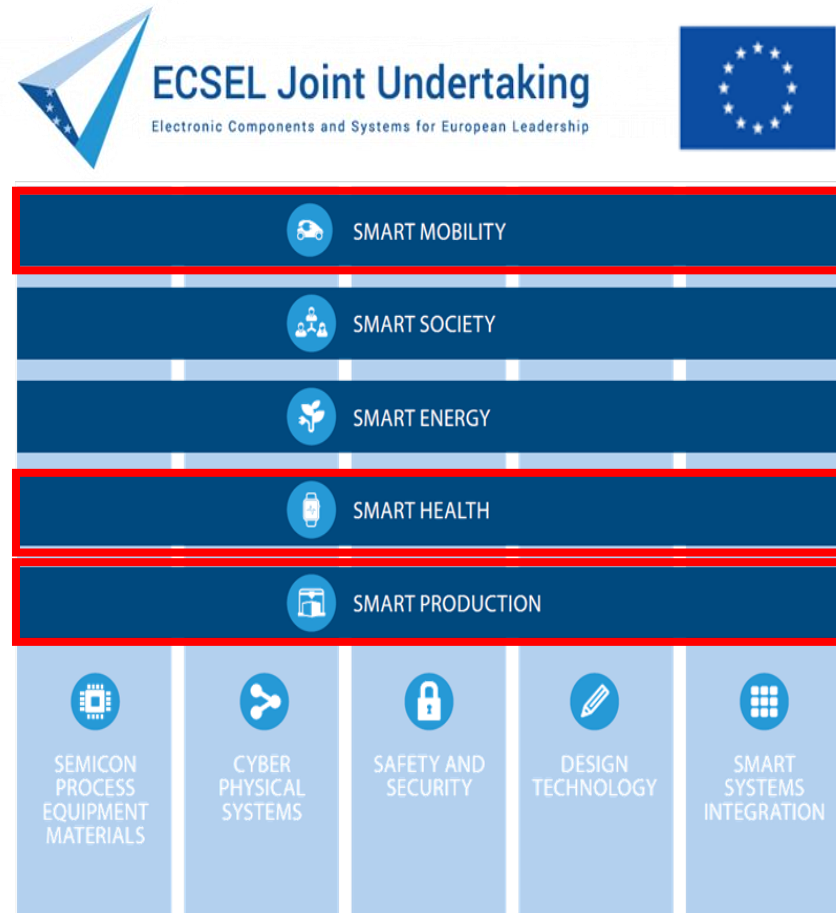 ECSEL Joint Undertaking
Electronic Components and Systems for European Leadership
SMART MOBILITY
SMART SOCIETY
SMART ENERGY
SMART HEALTH
SMART PRODUCTION
SEMICON
PROCESS
EQUIPMENT
MATERIALS
CYBER
PHYSICAL
SYSTEMS
SAFETY AND
SECURITY
DESIGN
TECHNOLOGY
SMART
SYSTEMS
INTEGRATION